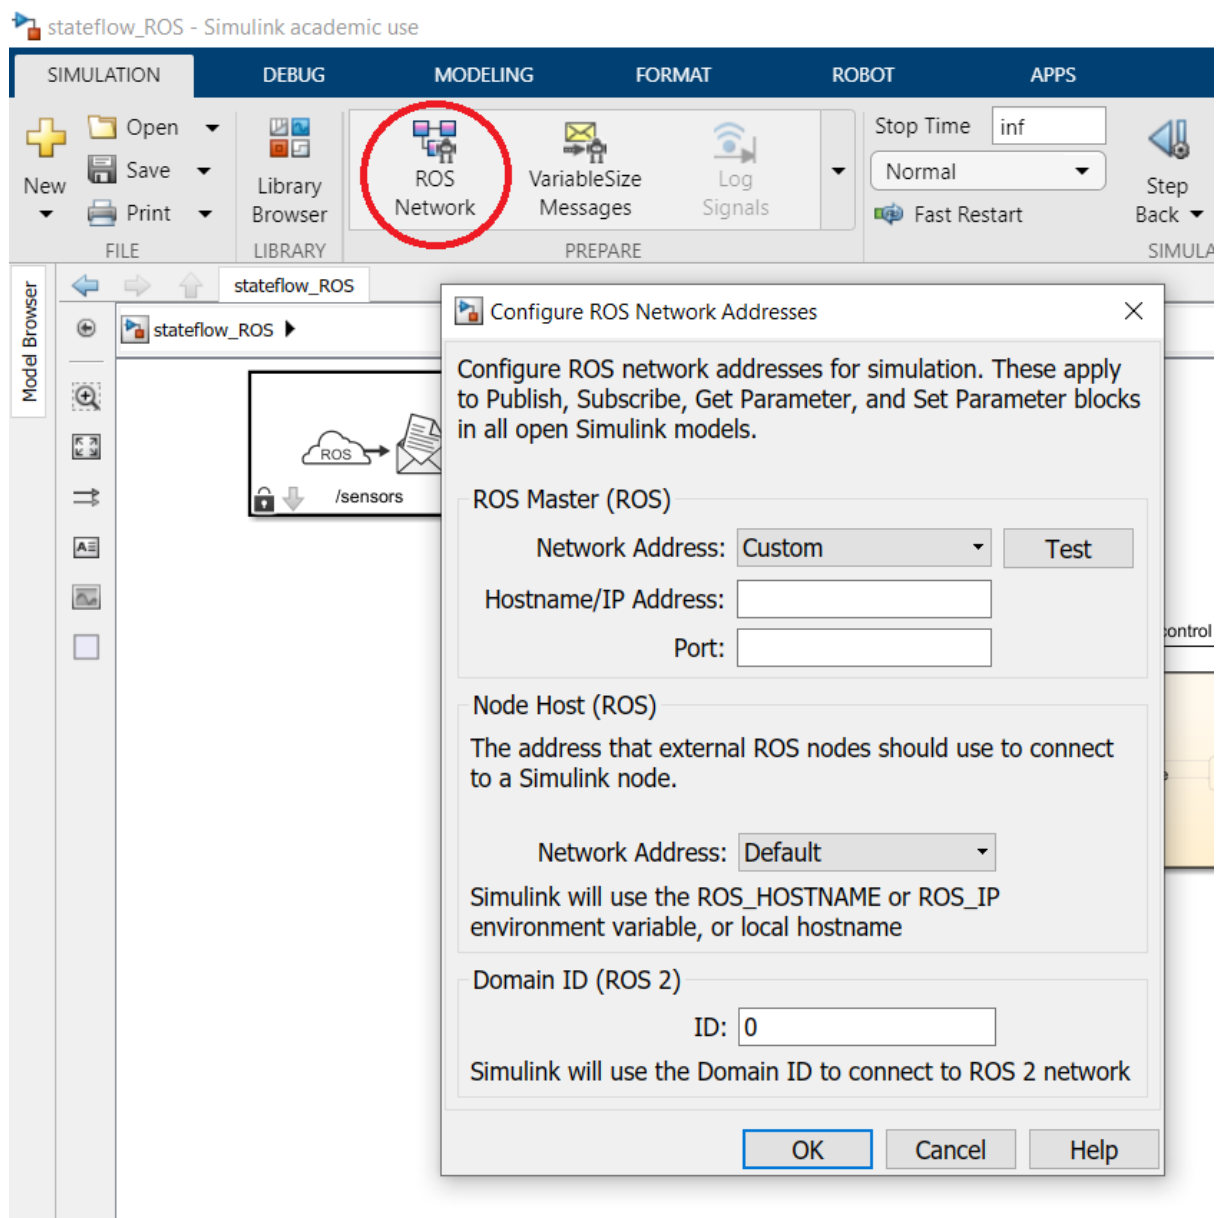 stateflow_ROS - Simulink academic use
SIMULATION DEBUG MODELING FORMAT ROBOT APPS
New
Open
Save
Print
FILE
Library
Browser
LIBRARY
ROS
Network
VariableSize
Messages
Log
Signals
PREPARE
Stop Time inf
Normal
Fast Restart
Step
Back
SIMULA
Model Browser
stateflow_ROS
stateflow_ROS
ROS
/sensors
Configure ROS Network Addresses
Configure ROS network addresses for simulation. These apply
to Publish, Subscribe, Get Parameter, and Set Parameter blocks
in all open Simulink models.
ROS Master (ROS)
Network Address: Custom Test
Hostname/IP Address:
Port:
Node Host (ROS)
The address that external ROS nodes should use to connect
to a Simulink node.
Network Address: Default
Simulink will use the ROS_HOSTNAME or ROS_IP
environment variable, or local hostname
Domain ID (ROS 2)
ID: 0
Simulink will use the Domain ID to connect to ROS 2 network
OK Cancel Help
control